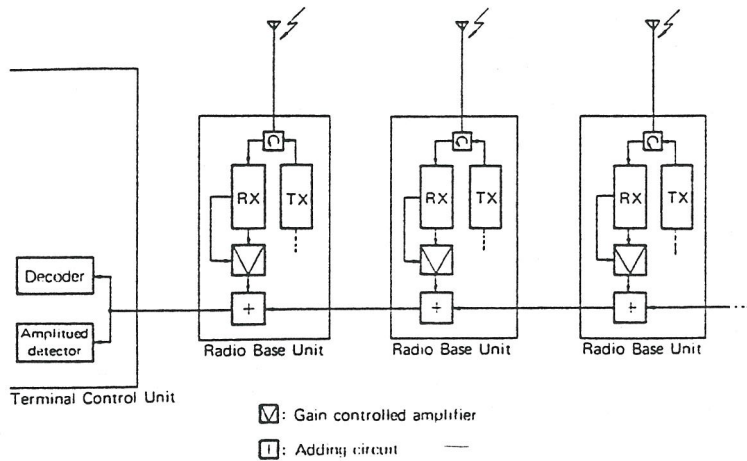 RX
TX
RX
TX
RX
TX
Decoder
Amplitued
detector
Radio Base Unit
Radio Base Unit
Radio Base Unit
Terminal Control Unit
: Gain controlled amplifier
: Adding circuit